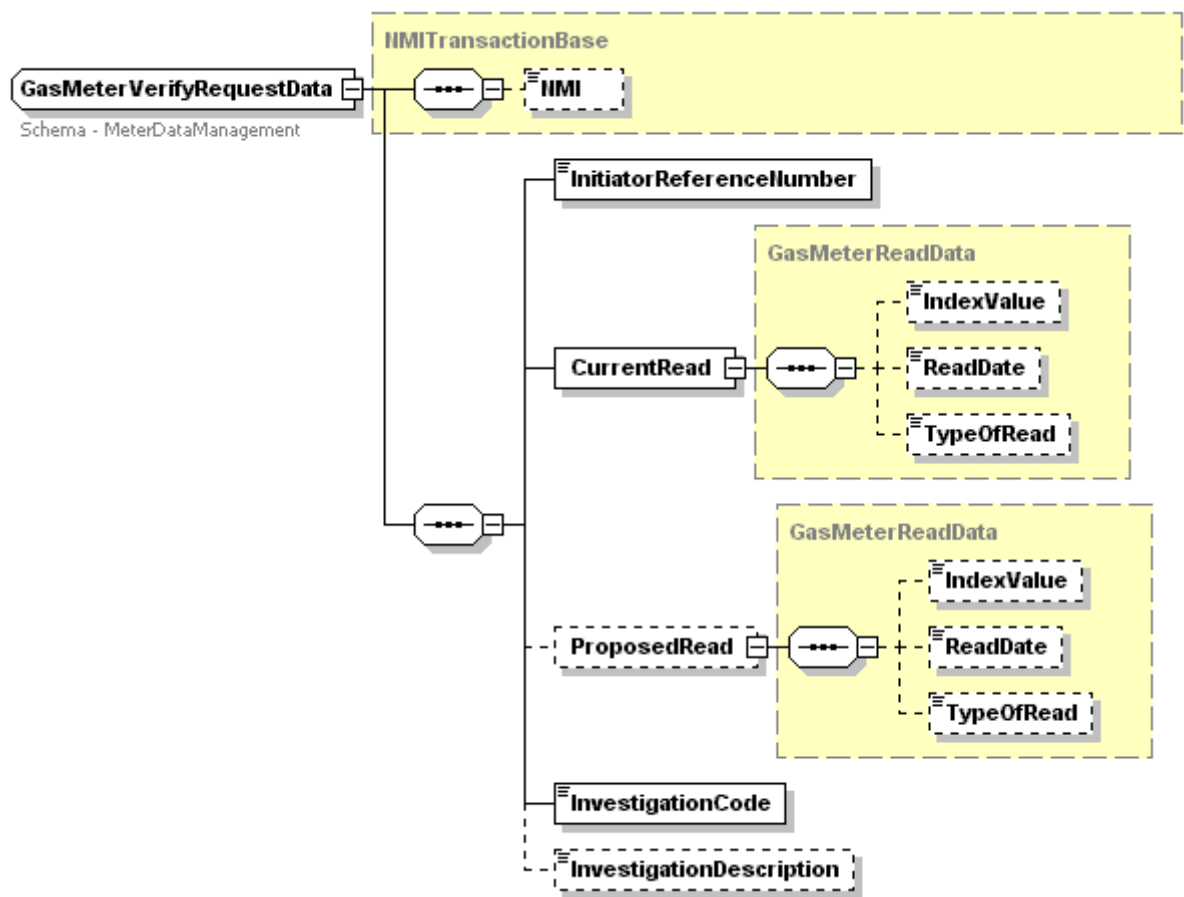 NMITransactionBase
GasMeterVerifyRequestData
NMI
Schema - MeterDataManagement
InitiatorReferenceNumber
GasMeterReadData
IndexValue
CurrentRead
ReadDate
TypeOfRead
GasMeterReadData
IndexValue
ProposedRead
ReadDate
TypeOfRead
InvestigationCode
InvestigationDescription